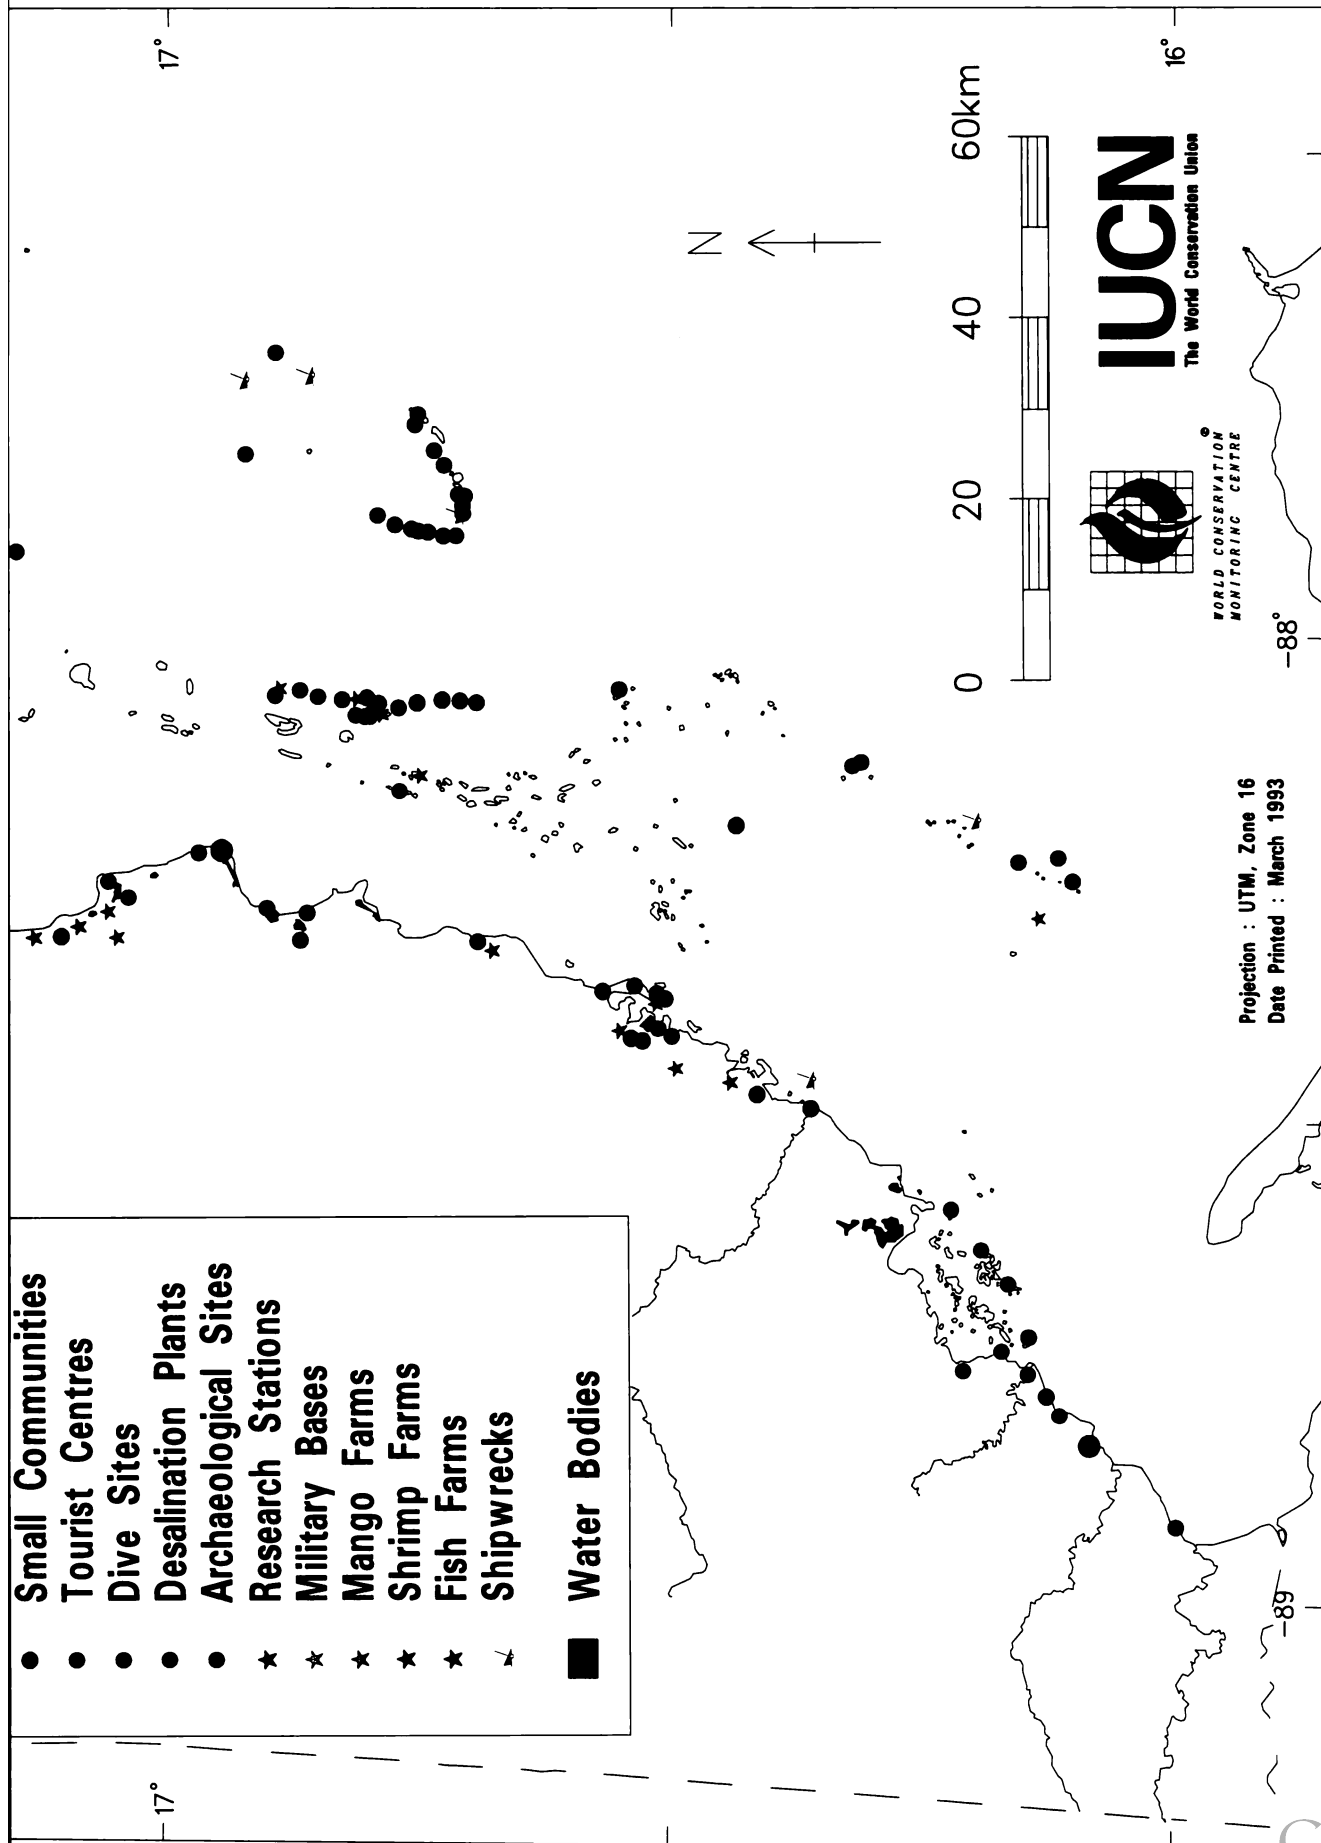 Small Communities
Tourist Centres
Dive Sites
Desalination Plants
Archaeological Sites
Research Stations
Military Bases
Mango Farms
Shrimp Farms
Fish Farms
Shipwrecks
Water Bodies
17°
17°
16°
-88°
-89
N
0 20 40 60km
WORLD CONSERVATION
MONITORING CENTRE
©
IUCN
The World Conservation Union
Projection : UTM, Zone 16
Date Printed : March 1993